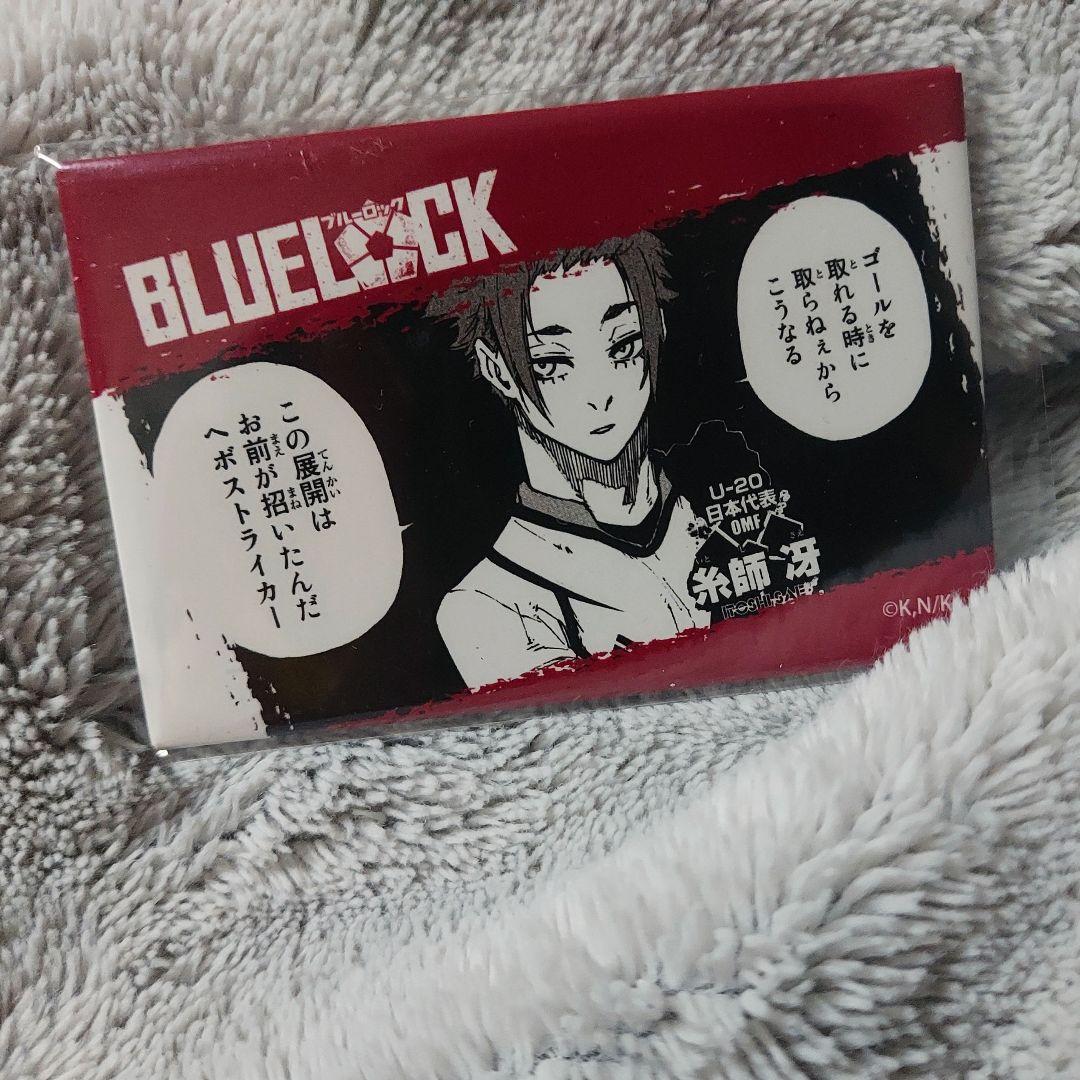 BLUELOCK
ブルーロック
ゴールを
取れる時に
取らねぇから
こうなる
この展開は
お前が招いたんだ
ヘボストライカー
U-20
日本代表
OMF
糸師 冴
ITOSHI SAE
©K,N/K